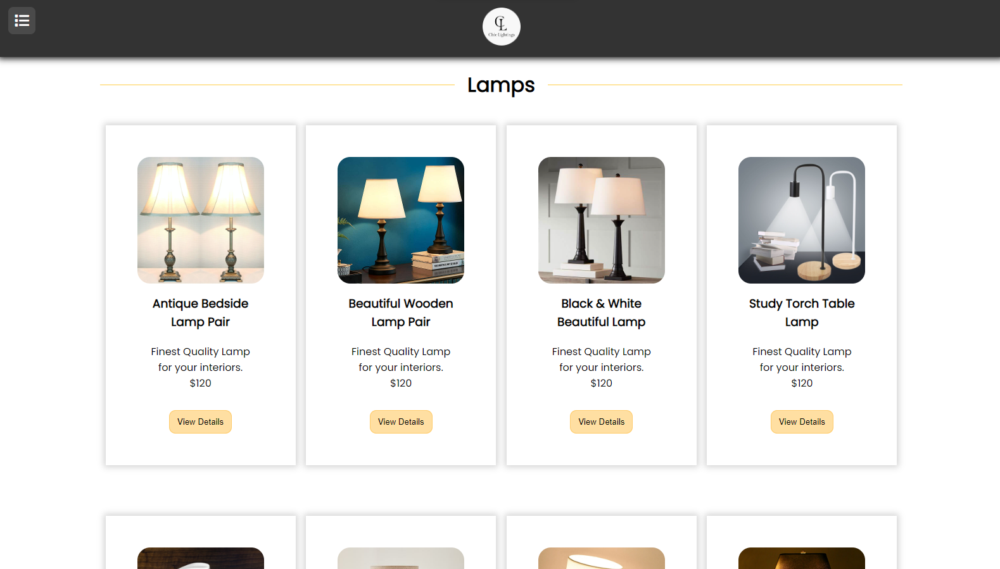 CL
Chic Lightings
Lamps
Antique Bedside
Lamp Pair
Finest Quality Lamp
for your interiors.
$120
View Details
Beautiful Wooden
Lamp Pair
Finest Quality Lamp
for your interiors.
$120
View Details
Black & White
Beautiful Lamp
Finest Quality Lamp
for your interiors.
$120
View Details
Study Torch Table
Lamp
Finest Quality Lamp
for your interiors.
$120
View Details